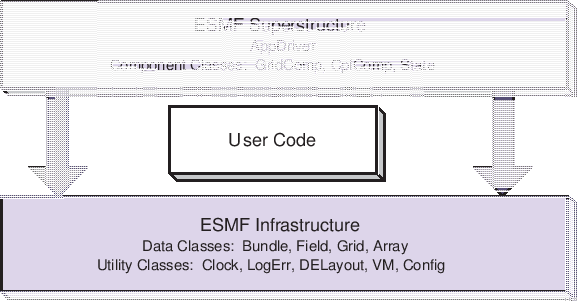 ESMF Superstructure
AppDriver
Component Classes:  GridComp, CplComp, State
User Code
ESMF Infrastructure
Data Classes:  Bundle, Field, Grid, Array
Utility Classes:  Clock, LogErr, DELayout, VM, Config